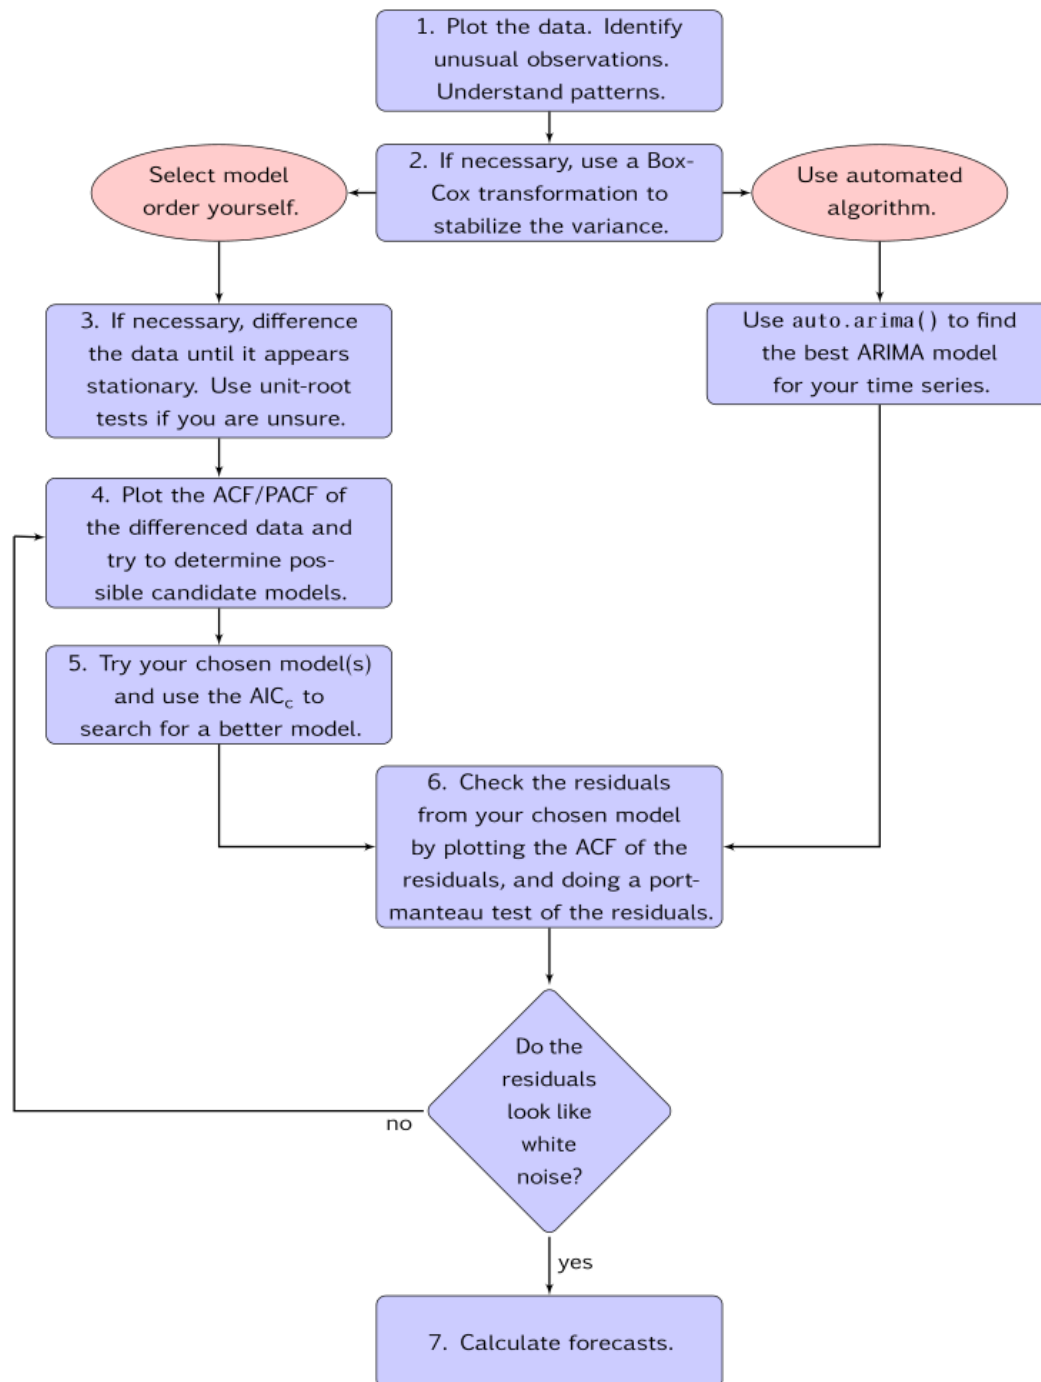 1. Plot the data. Identify
unusual observations.
Understand patterns.
Select model
order yourself.
2. If necessary, use a Box-
Cox transformation to
stabilize the variance.
Use automated
algorithm.
3. If necessary, difference
the data until it appears
stationary. Use unit-root
tests if you are unsure.
Use auto.arima() to find
the best ARIMA model
for your time series.
4. Plot the ACF/PACF of
the differenced data and
try to determine pos-
sible candidate models.
5. Try your chosen model(s)
and use the AICc to
search for a better model.
6. Check the residuals
from your chosen model
by plotting the ACF of the
residuals, and doing a port-
manteau test of the residuals.
Do the
residuals
look like
white
noise?
no
yes
7. Calculate forecasts.